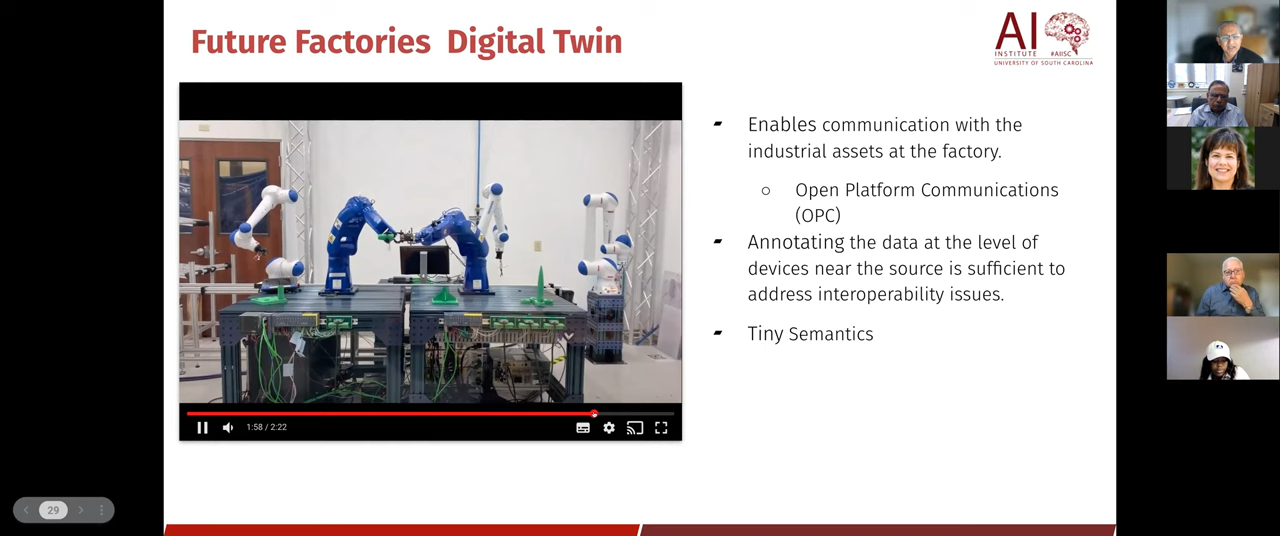 Future Factories Digital Twin
AI
INSTITUTE #AIISC
UNIVERSITY OF SOUTH CAROLINA
Enables communication with the
industrial assets at the factory.
Open Platform Communications
(OPC)
Annotating the data at the level of
devices near the source is sufficient to
address interoperability issues.
Tiny Semantics
1:58 / 2:22
29